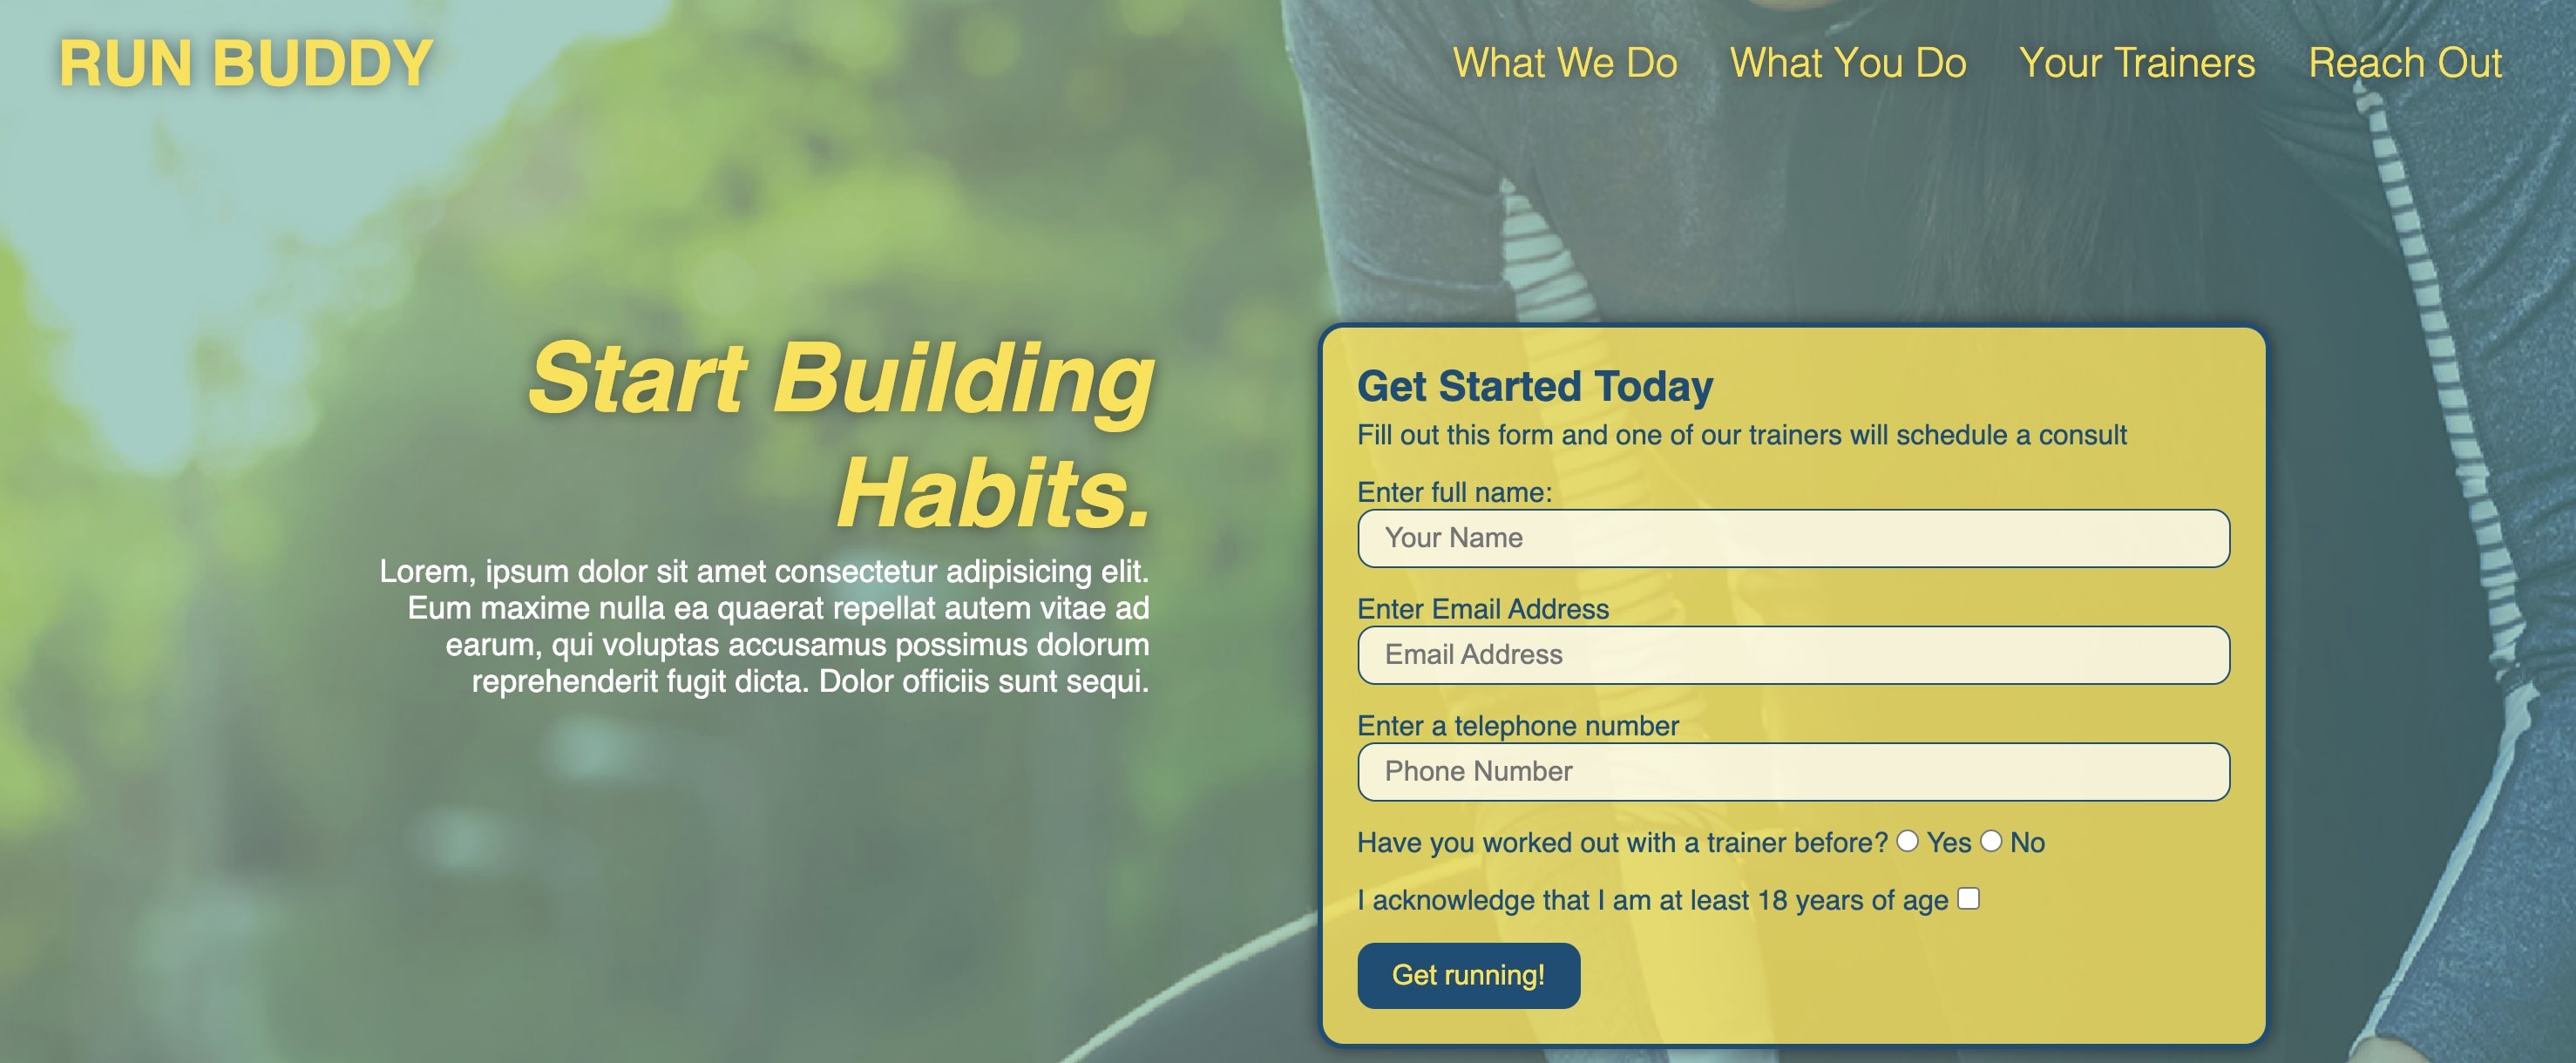 RUN BUDDY
What We Do
What You Do
Your Trainers
Reach Out
Start Building
Habits.
Lorem, ipsum dolor sit amet consectetur adipisicing elit.
Eum maxime nulla ea quaerat repellat autem vitae ad
earum, qui voluptas accusamus possimus dolorum
reprehenderit fugit dicta. Dolor officiis sunt sequi.
Get Started Today
Fill out this form and one of our trainers will schedule a consult
Enter full name:
Your Name
Enter Email Address
Email Address
Enter a telephone number
Phone Number
Have you worked out with a trainer before? Yes No
I acknowledge that I am at least 18 years of age
Get running!